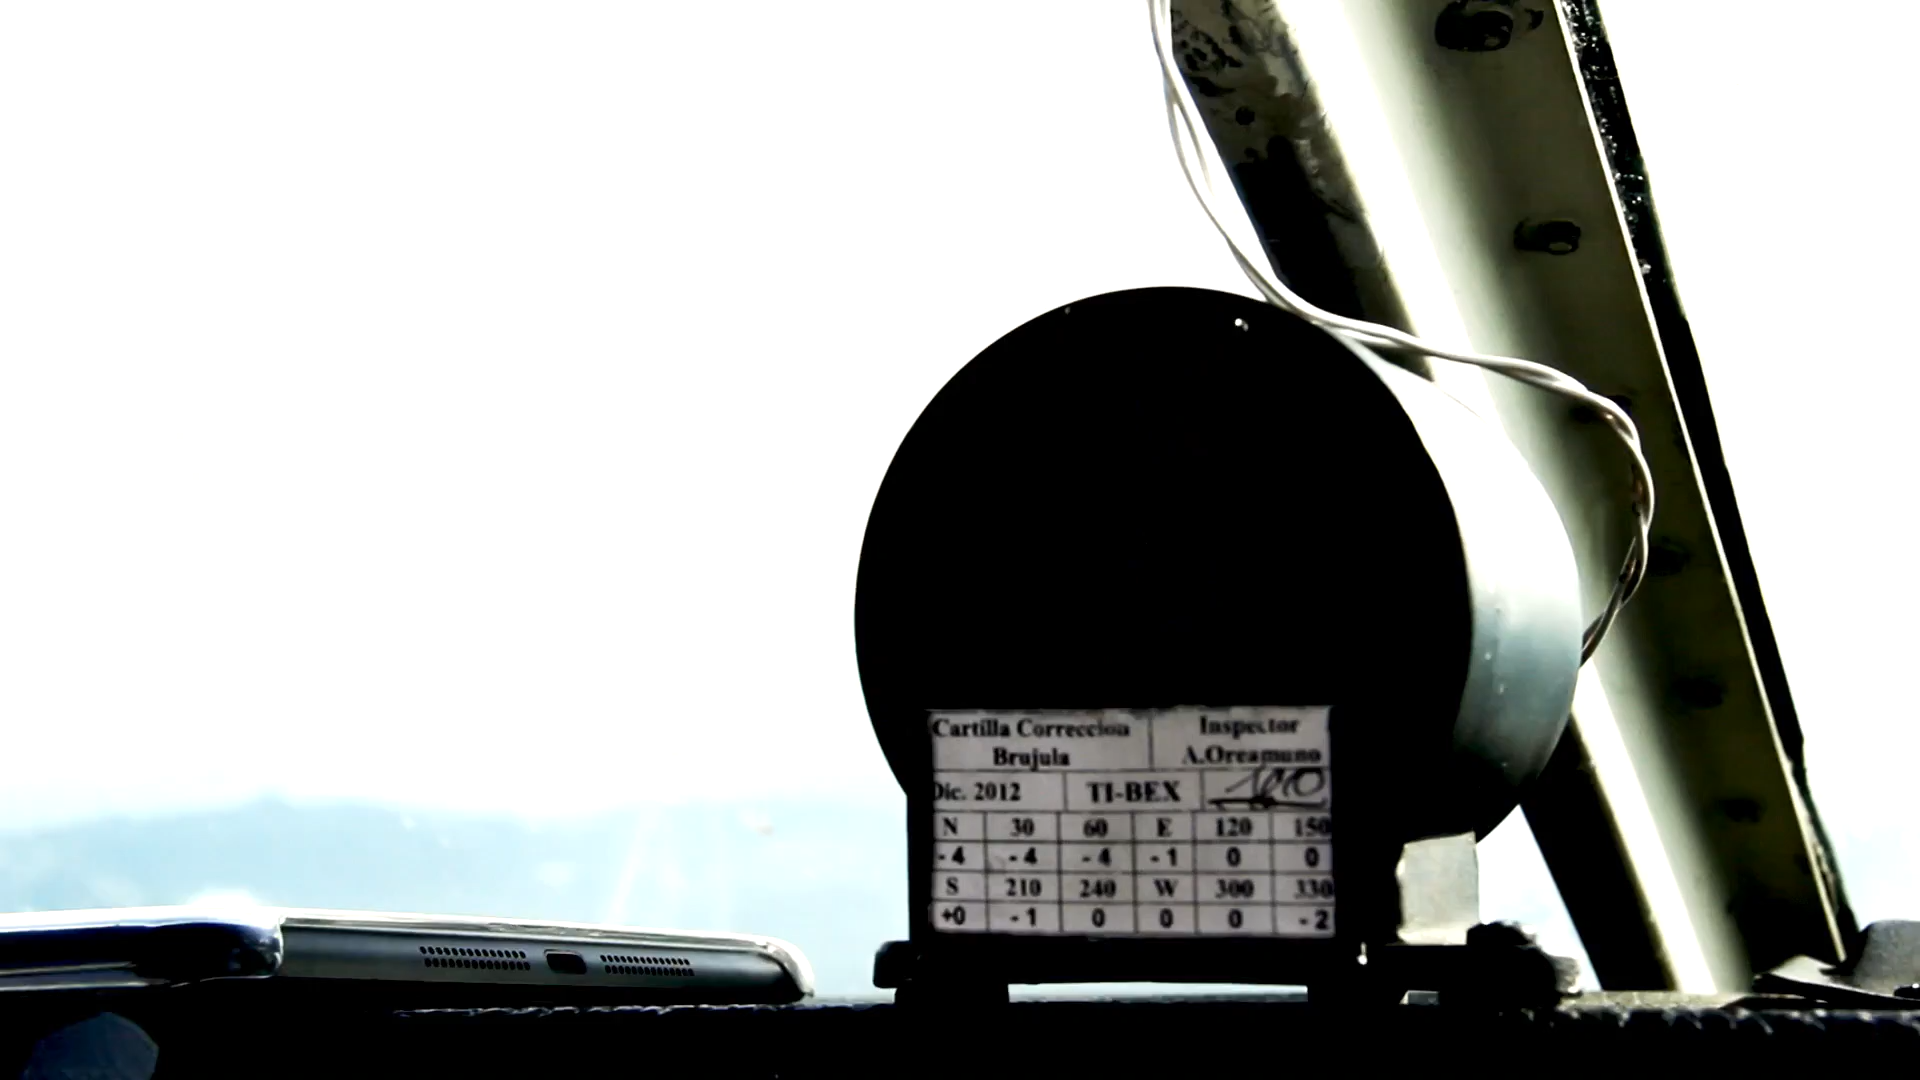 Cartilla Correccion Brujula
Inspector A.Oreamuno
Dic. 2012 TI-BEX
N 30 60 E 120 150
-4 -4 -4 -1 0 0
S 210 240 W 300 330
+0 -1 0 0 0 -2